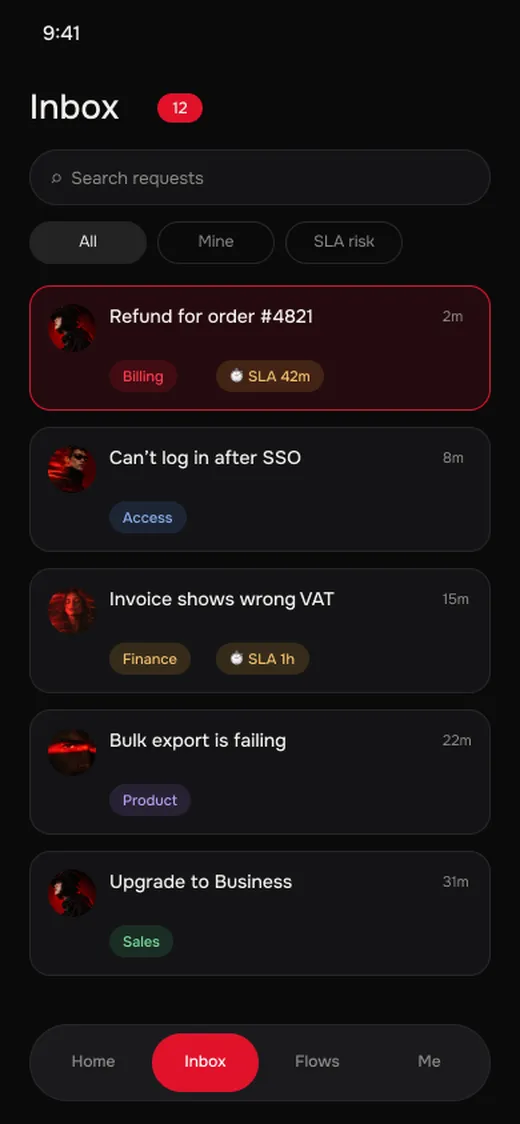 9:41
Inbox 12
⌕ Search requests
All Mine SLA risk
Refund for order #4821 2m
Billing ⏱ SLA 42m
Can’t log in after SSO 8m
Access
Invoice shows wrong VAT 15m
Finance ⏱ SLA 1h
Bulk export is failing 22m
Product
Upgrade to Business 31m
Sales
Home Inbox Flows Me